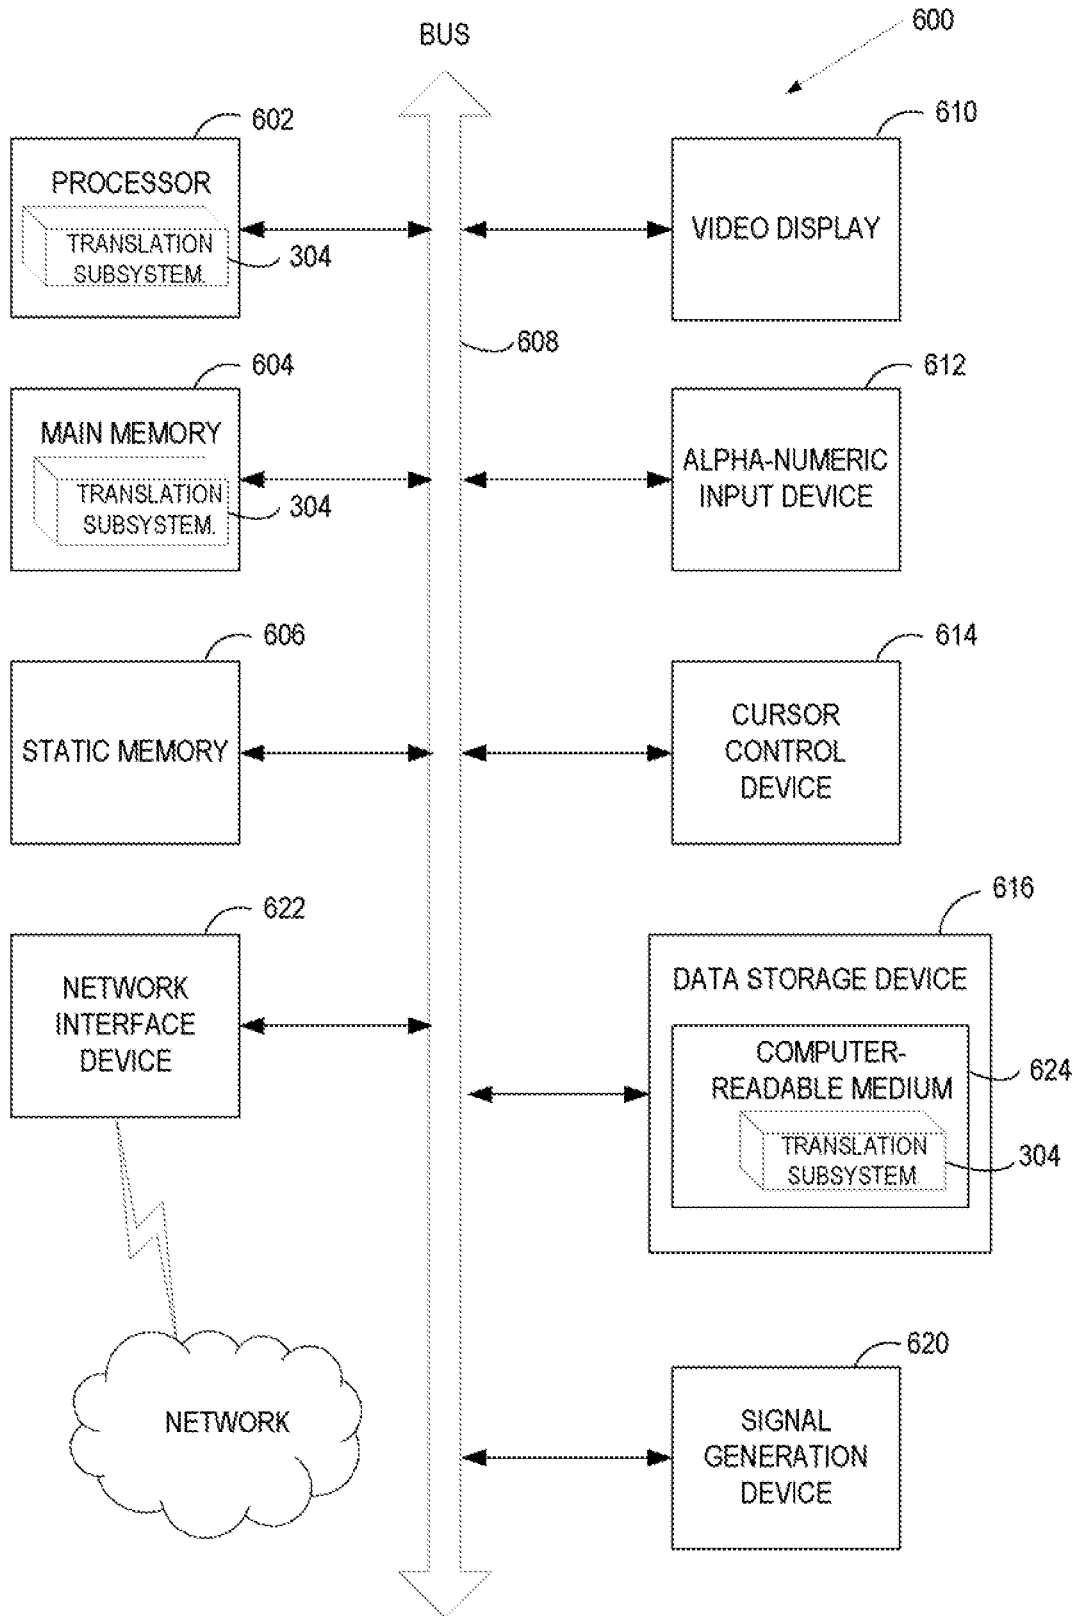 BUS
600
602
PROCESSOR
TRANSLATION
SUBSYSTEM.
304
610
VIDEO DISPLAY
608
604
MAIN MEMORY
TRANSLATION
SUBSYSTEM.
304
612
ALPHA-NUMERIC
INPUT DEVICE
606
STATIC MEMORY
614
CURSOR
CONTROL
DEVICE
622
NETWORK
INTERFACE
DEVICE
616
DATA STORAGE DEVICE
COMPUTER-
READABLE MEDIUM
624
TRANSLATION
SUBSYSTEM
304
NETWORK
620
SIGNAL
GENERATION
DEVICE